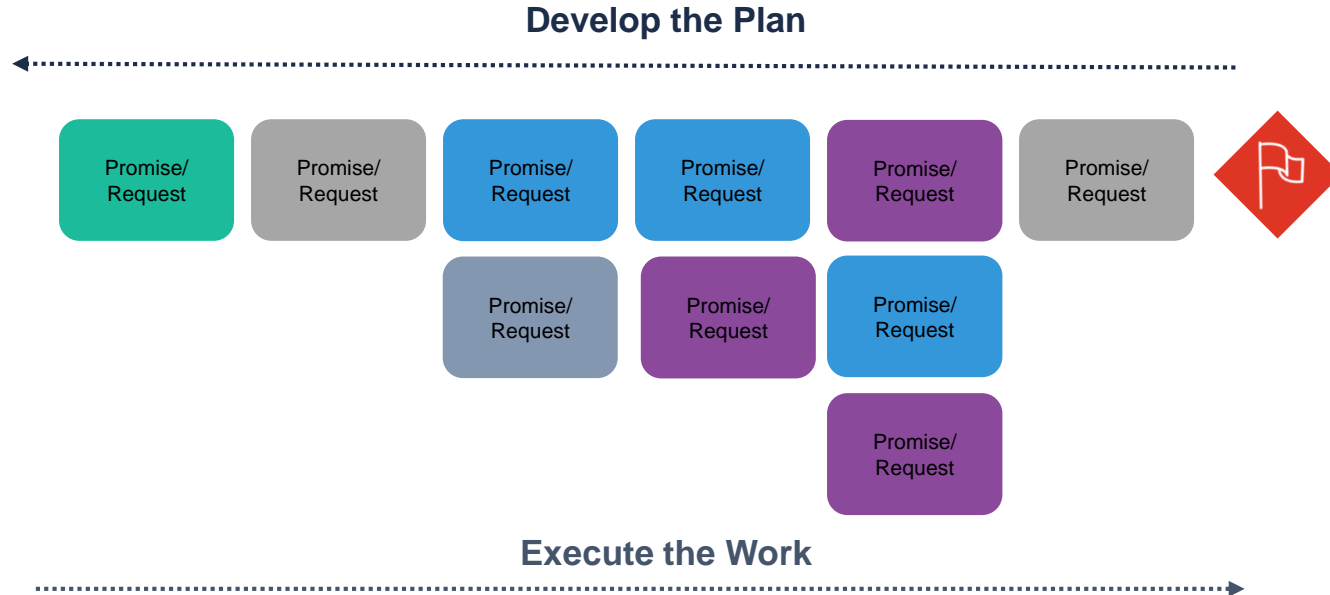 Develop the Plan
Promise/
Request
Promise/
Request
Promise/
Request
Promise/
Request
Promise/
Request
Promise/
Request
Promise/
Request
Promise/
Request
Promise/
Request
Promise/
Request
Execute the Work